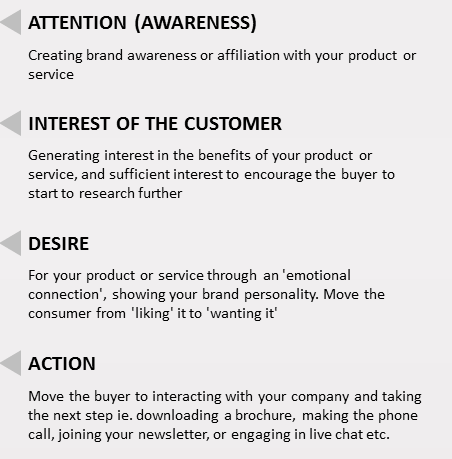 ATTENTION (AWARENESS)
Creating brand awareness or affiliation with your product or
service
INTEREST OF THE CUSTOMER
Generating interest in the benefits of your product or
service, and sufficient interest to encourage the buyer to
start to research further
DESIRE
For your product or service through an 'emotional
connection', showing your brand personality. Move the
consumer from 'liking' it to 'wanting it'
ACTION
Move the buyer to interacting with your company and taking
the next step ie. downloading a brochure, making the phone
call, joining your newsletter, or engaging in live chat etc.